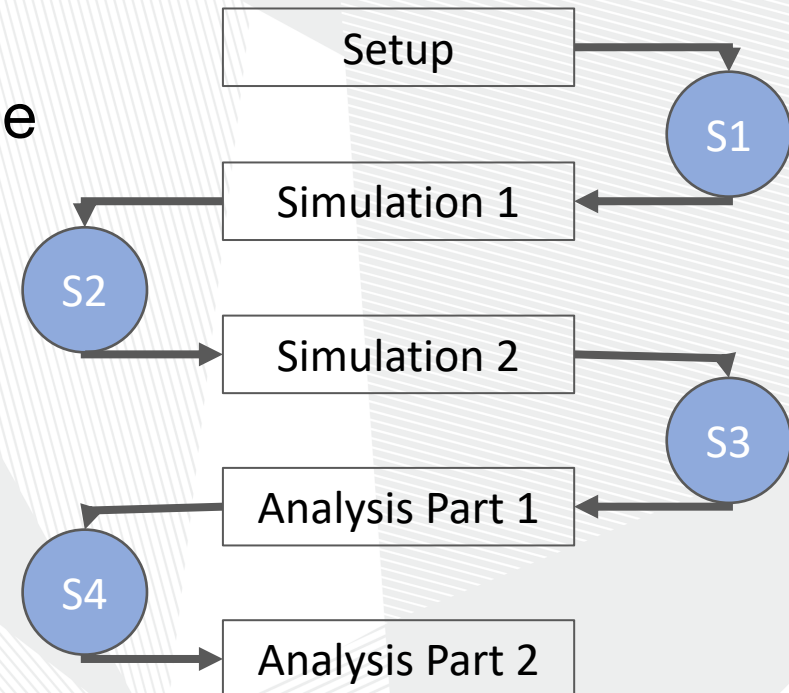 Setup
e
S1
Simulation 1
S2
Simulation 2
S3
Analysis Part 1
S4
Analysis Part 2